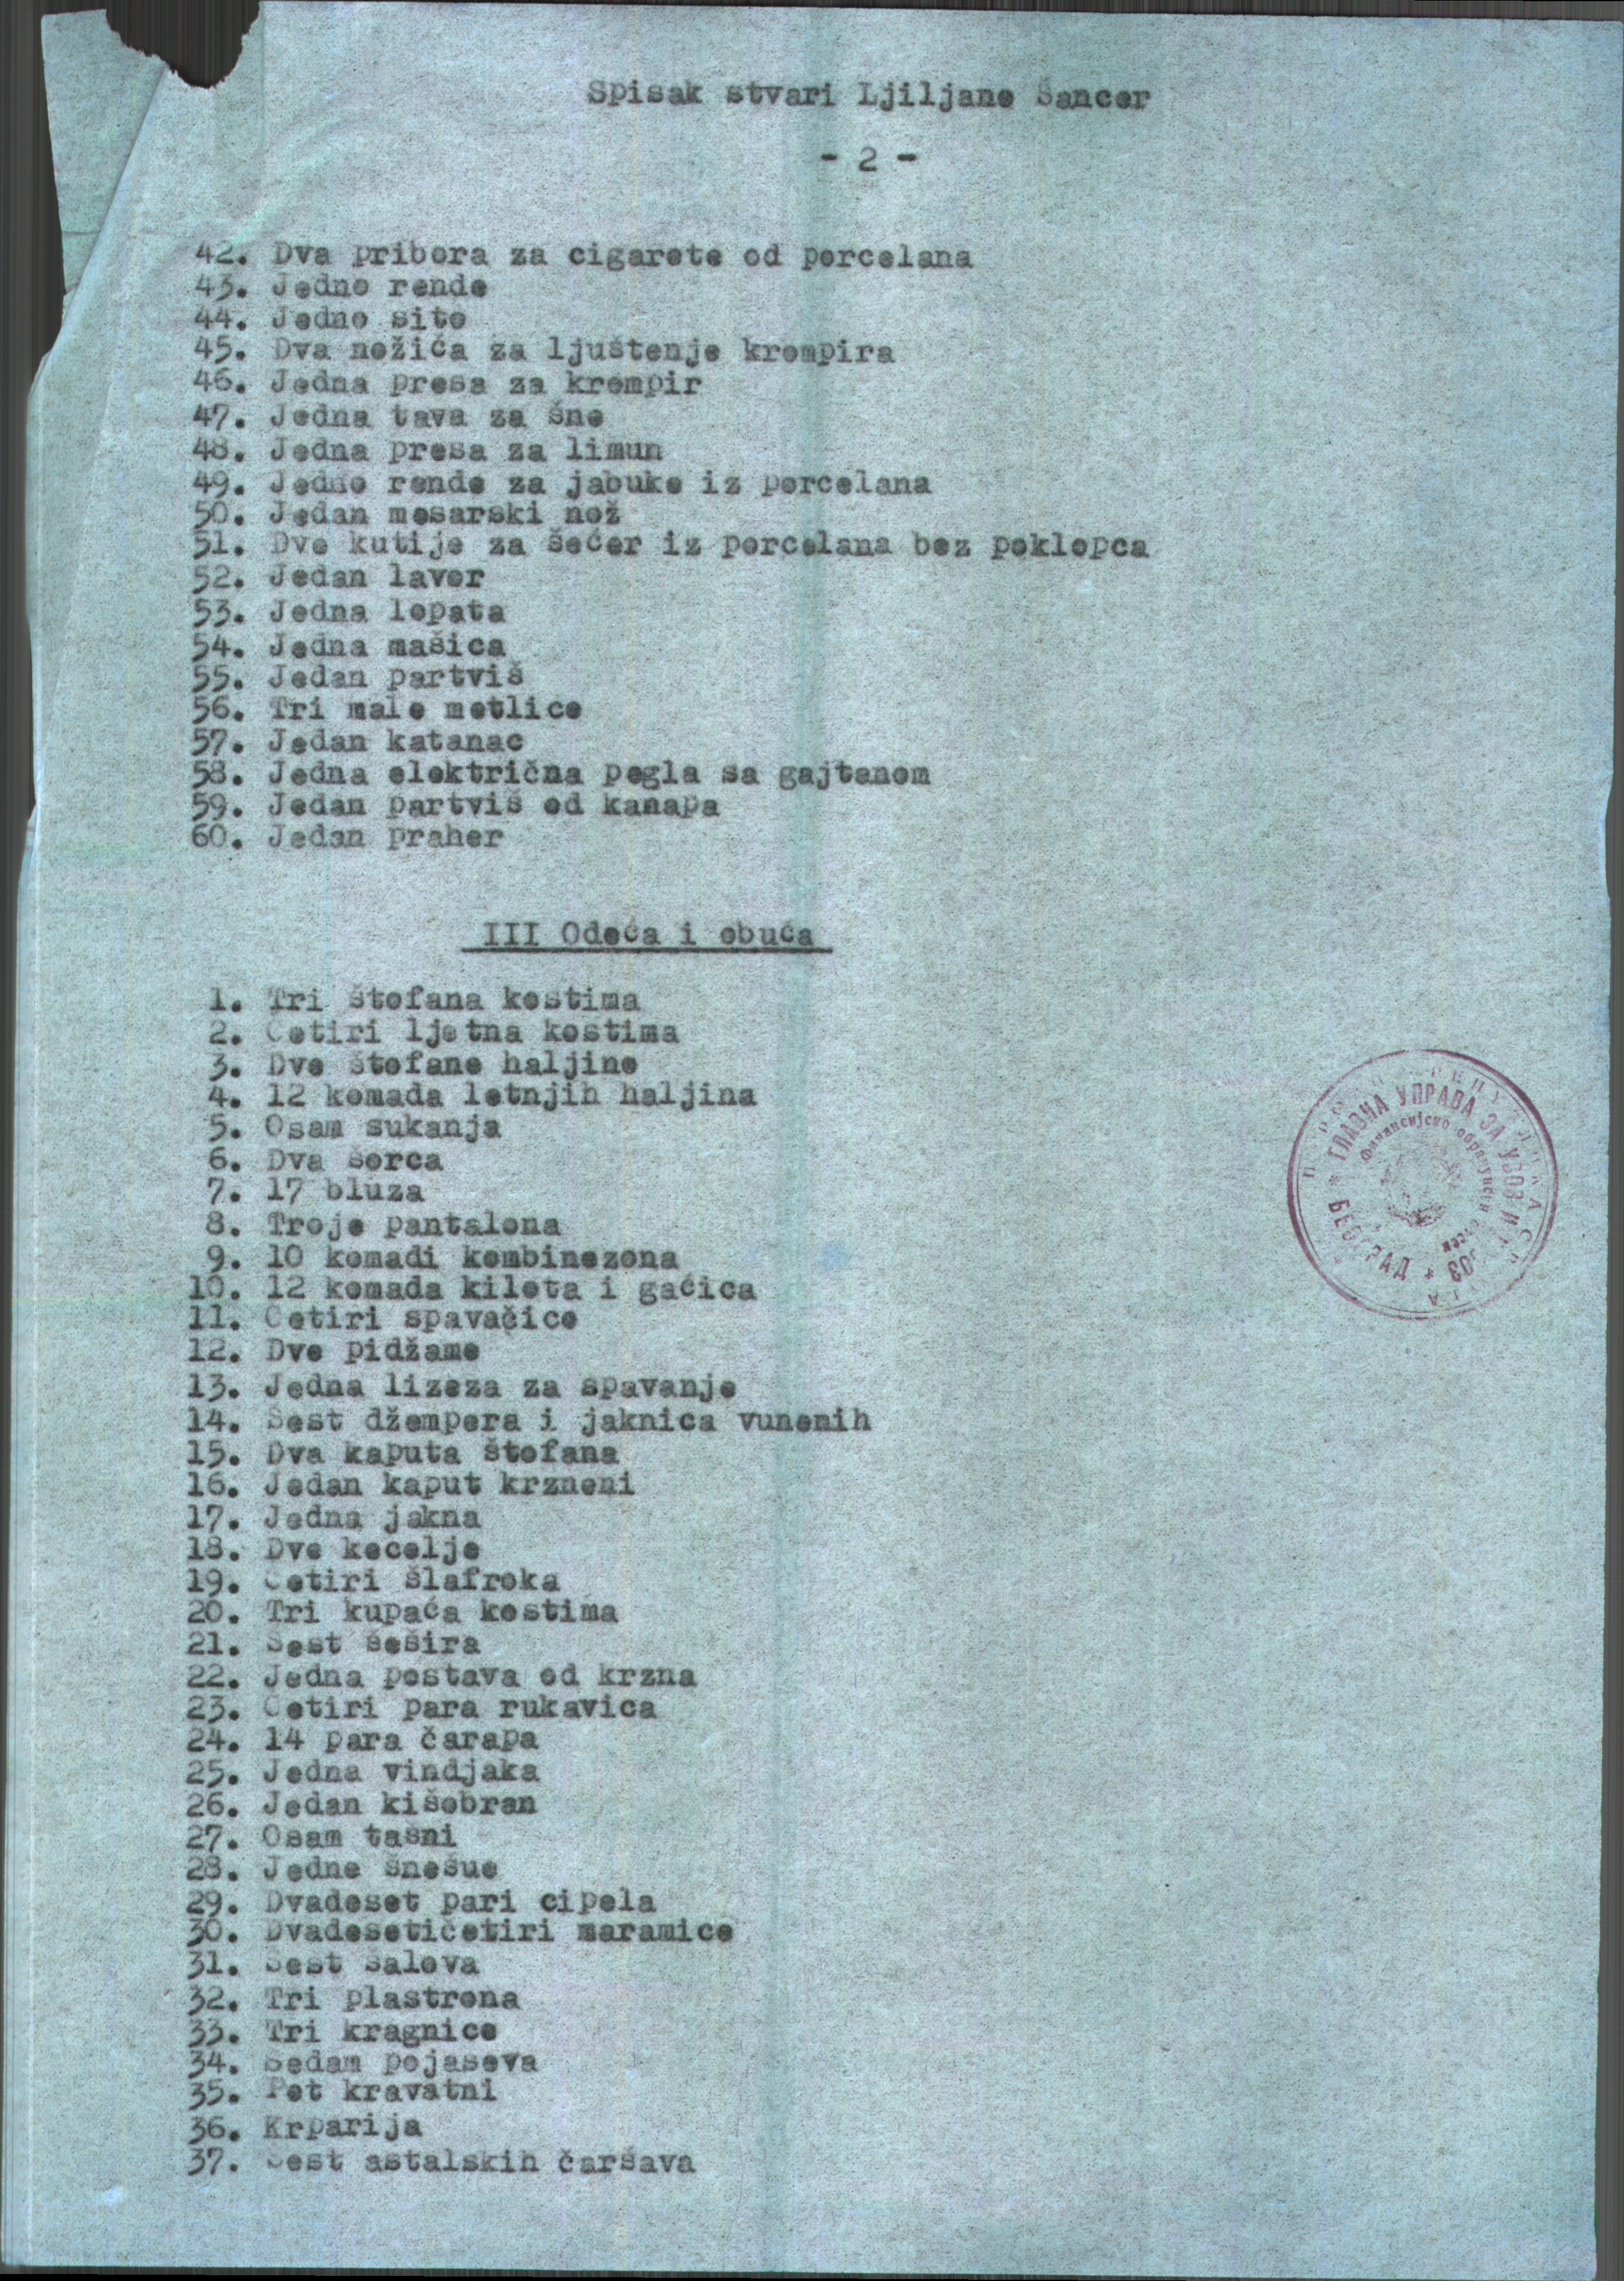 Spisak stvari Ljiljane Šancer
- 2 -
42. Dva pribora za cigarete od porcelana
43. Jedno rende
44. Jedno sito
45. Dva nožića za ljuštenje krompira
46. Jedna presa za krompir
47. Jedna tava za šne
48. Jedna presa za limun
49. Jedno rende za jabuke iz porcelana
50. Jedan mesarski nož
51. Dve kutije za šećer iz porcelana bez poklopca
52. Jedan lavor
53. Jedna lopata
54. Jedna mašica
55. Jedan partviš
56. Tri male metlice
57. Jedan katanac
58. Jedna električna pegla sa gajtanom
59. Jedan partviš od kanapa
60. Jedan praher
III Odeća i obuća
1. Tri štofana kostima
2. Četiri ljetna kostima
3. Dve štofane haljine
4. 12 komada letnjih haljina
5. Osam sukanja
6. Dva šorca
7. 17 bluza
8. Troje pantalona
9. 10 komadi kombinezona
10. 12 komada kilota i gaćica
11. Četiri spavaćice
12. Dve pidžame
13. Jedna lizeza za spavanje
14. Šest džempera i jaknica vunenih
15. Dva kaputa štofana
16. Jedan kaput krzneni
17. Jedna jakna
18. Dve kecelje
19. Četiri šlafroka
20. Tri kupaća kostima
21. Šest šešira
22. Jedna postava od krzna
23. Četiri para rukavica
24. 14 para čarapa
25. Jedna vindjaka
26. Jedan kišobran
27. Osam tašni
28. Jedne šnešue
29. Dvadeset pari cipela
30. Dvadesetičetiri maramice
31. Šest šalova
32. Tri plastrona
33. Tri kragnice
34. Sedam pojaseva
35. Pet kravatni
36. Krparija
37. Šest astalskih čaršava
ГЛАВНА УПРАВА ЗА УВОЗ И
Финансијско обрачунски отсек
БЕОГРАД